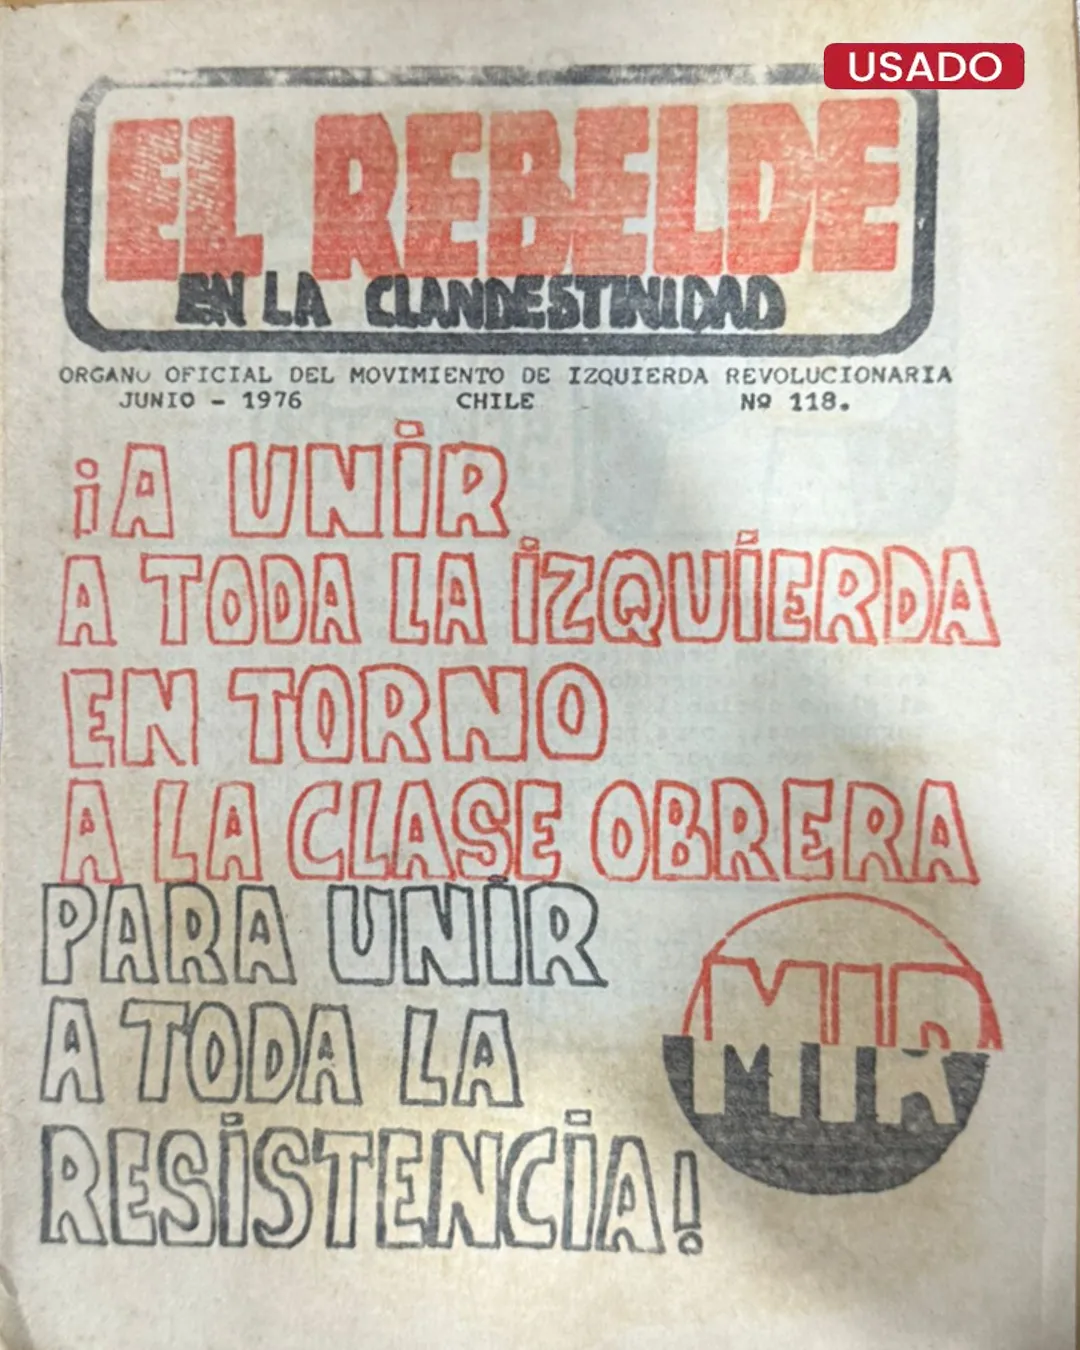 USADO
EL REBELDE
EN LA CLANDESTINIDAD
ORGANO OFICIAL DEL MOVIMIENTO DE IZQUIERDA REVOLUCIONARIA
JUNIO - 1976 CHILE Nº 118.
¡A UNIR
A TODA LA IZQUIERDA
EN TORNO
A LA CLASE OBRERA
PARA UNIR
A TODA LA
RESISTENCIA!
MIR
MIR